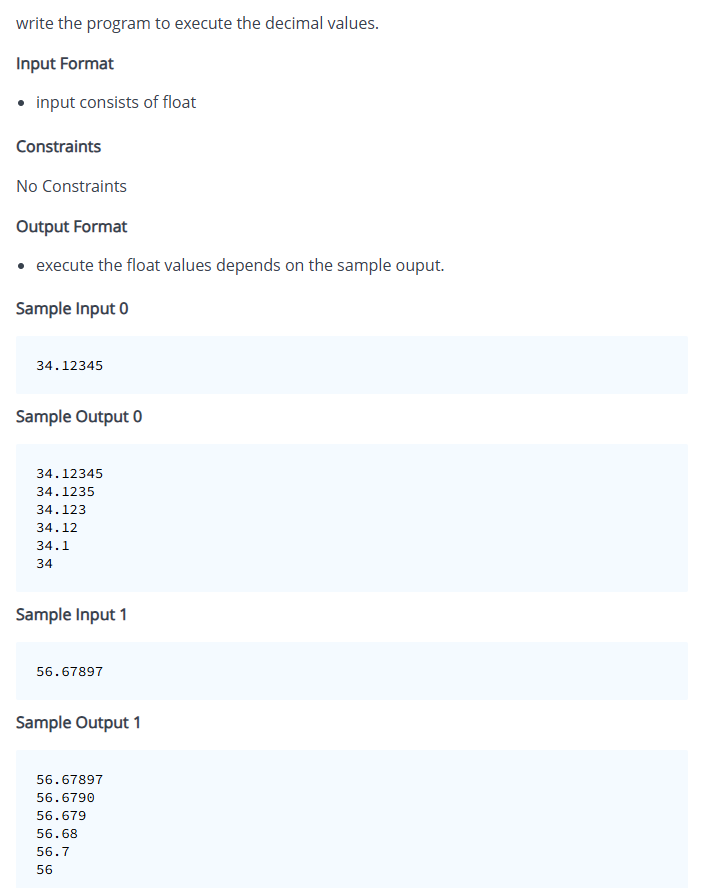 write the program to execute the decimal values.
Input Format
• input consists of float
Constraints
No Constraints
Output Format
• execute the float values depends on the sample ouput.
Sample Input 0
34.12345
Sample Output 0
34.12345
34.1235
34.123
34.12
34.1
34
Sample Input 1
56.67897
Sample Output 1
56.67897
56.6790
56.679
56.68
56.7
56